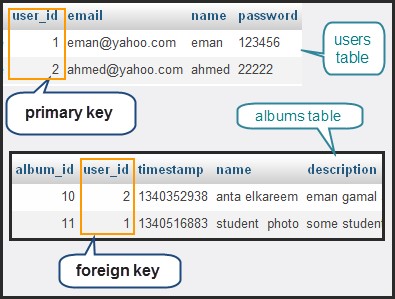 user_id email name password
1 eman@yahoo.com eman 123456
2 ahmed@yahoo.com ahmed 22222
users
table
primary key
albums table
album_id user_id timestamp name description
10 2 1340352938 anta elkareem eman gamal
11 1 1340516883 student photo some studen
foreign key